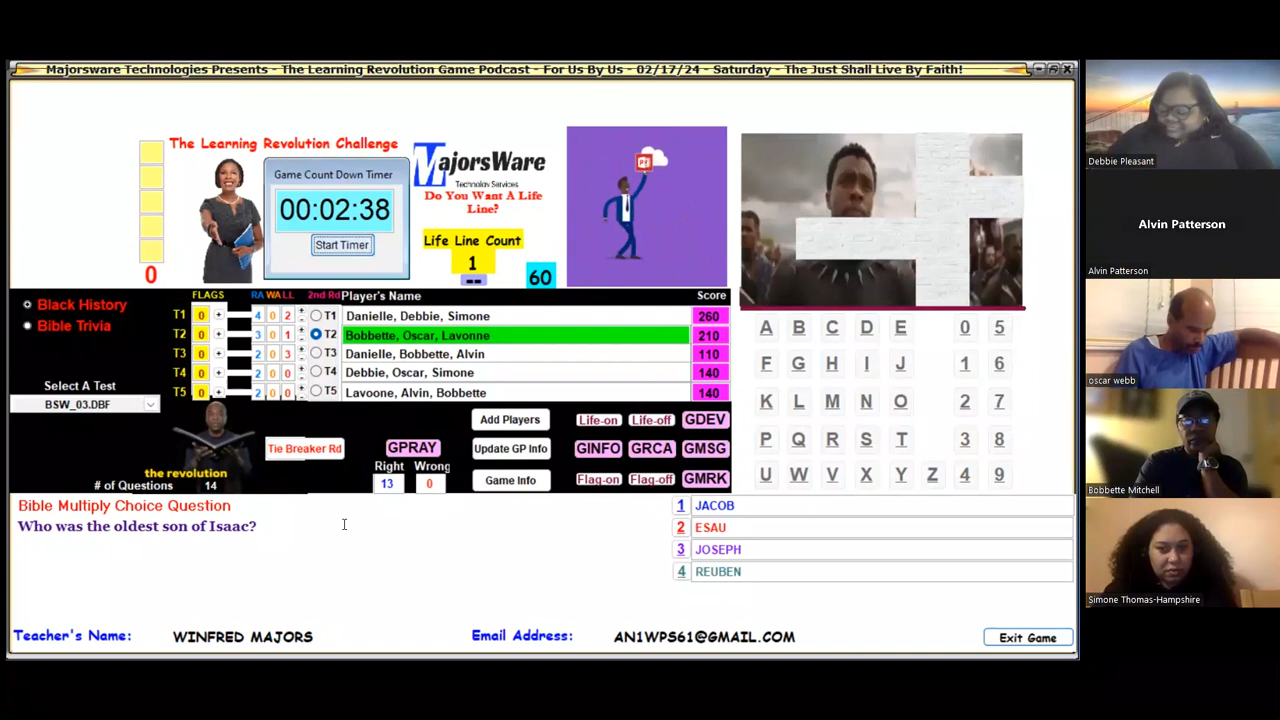 Majorsware Technologies Presents - The Learning Revolution Game Podcast - For Us By Us - 02/17/24 - Saturday - The Just Shall Live By Faith!
The Learning Revolution Challenge
0
Game Count Down Timer
00:02:38
Start Timer
MajorsWare
Technology Services
Do You Want A Life
Line?
Life Line Count
1
--
60
FLAGS RA WA LL 2nd Rd Player's Name Score
Black History
Bible Trivia
T1 0 + 4 0 2 T1 Danielle, Debbie, Simone 260
T2 0 + 3 0 1 T2 Bobbette, Oscar, Lavonne 210
T3 0 + 2 0 3 T3 Danielle, Bobbette, Alvin 110
T4 0 + 2 0 0 T4 Debbie, Oscar, Simone 140
T5 0 + 2 0 0 T5 Lavoone, Alvin, Bobbette 140
Select A Test
BSW_03.DBF
the revolution
# of Questions 14
Tie Breaker Rd
GPRAY
Right Wrong
13 0
Add Players Life-on Life-off GDEV
Update GP Info GINFO GRCA GMSG
Game Info Flag-on Flag-off GMRK
A B C D E 0 5
F G H I J 1 6
K L M N O 2 7
P Q R S T 3 8
U W V X Y Z 4 9
Bible Multiply Choice Question
Who was the oldest son of Isaac?
1 JACOB
2 ESAU
3 JOSEPH
4 REUBEN
Teacher's Name: WINFRED MAJORS Email Address: AN1WPS61@GMAIL.COM Exit Game
Debbie Pleasant
Alvin Patterson
Alvin Patterson
oscar webb
Bobbette Mitchell
Simone Thomas-Hampshire